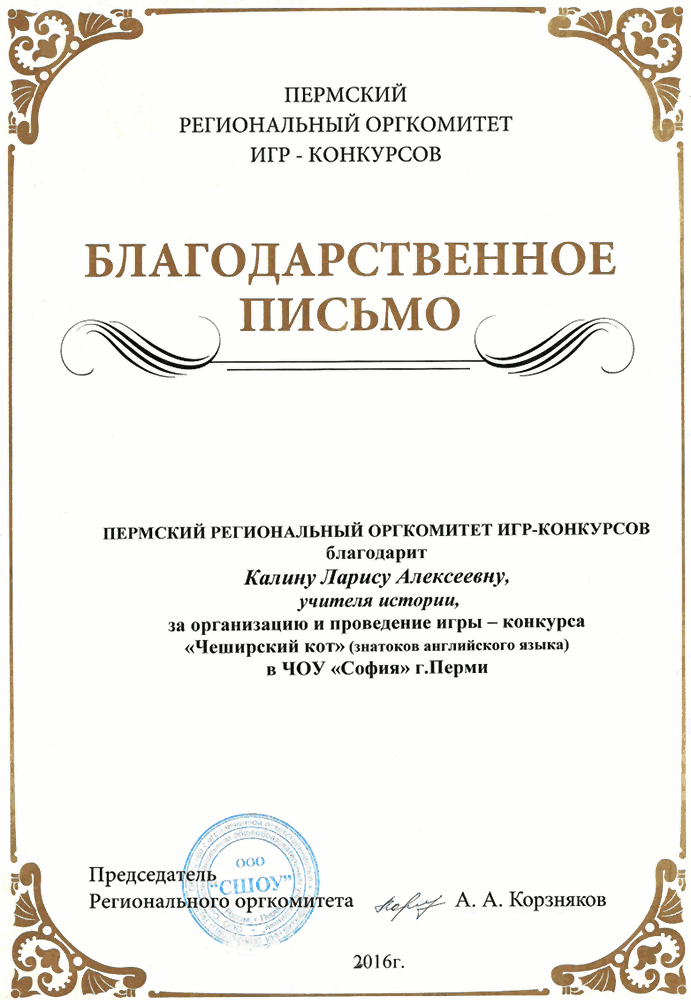 ПЕРМСКИЙ
РЕГИОНАЛЬНЫЙ ОРГКОМИТЕТ
ИГР - КОНКУРСОВ
БЛАГОДАРСТВЕННОЕ
ПИСЬМО
ПЕРМСКИЙ РЕГИОНАЛЬНЫЙ ОРГКОМИТЕТ ИГР-КОНКУРСОВ
благодарит
Калину Ларису Алексеевну,
учителя истории,
за организацию и проведение игры – конкурса
«Чеширский кот» (знатоков английского языка)
в ЧОУ «София» г.Перми
ООО
"СШОУ"
Председатель
Регионального оргкомитета А. А. Корзняков
2016г.